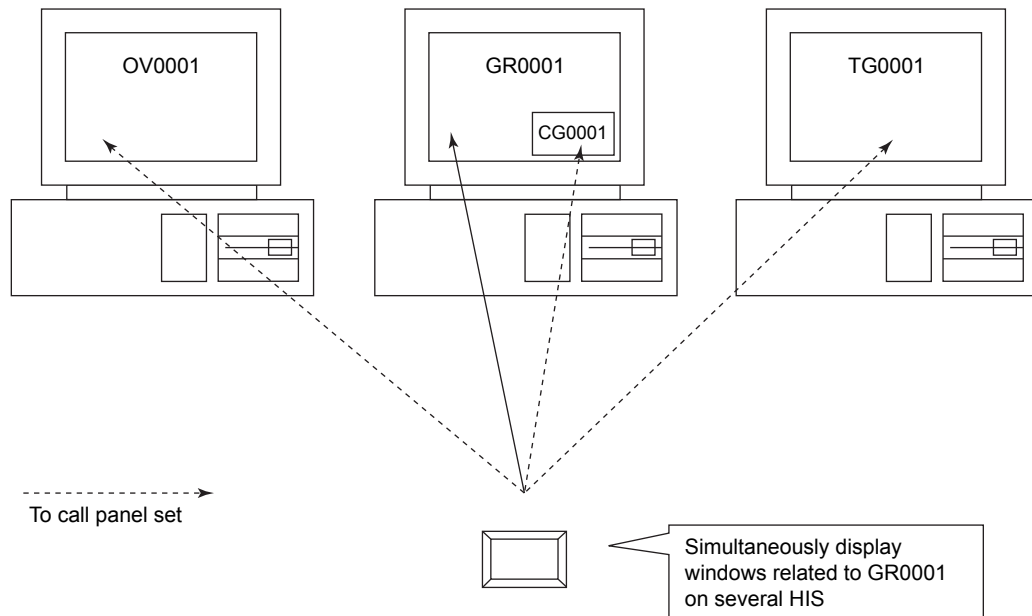 OV0001
GR0001
CG0001
TG0001
To call panel set
Simultaneously display
windows related to GR0001
on several HIS